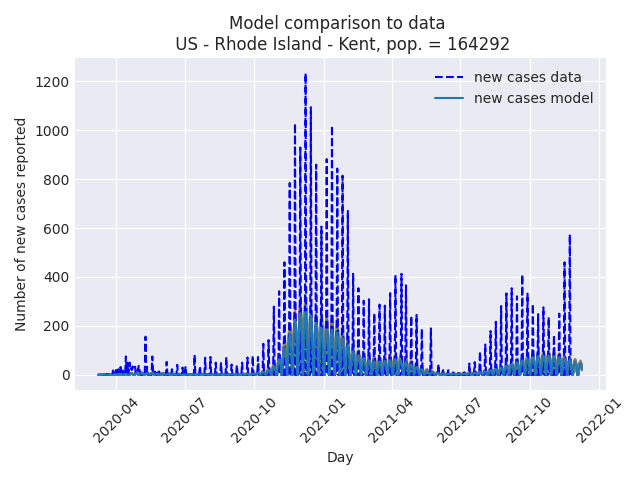 Model comparison to data
US - Rhode Island - Kent, pop. = 164292
new cases data
new cases model
Number of new cases reported
1200
1000
800
600
400
200
0
2020-04
2020-07
2020-10
2021-01
2021-04
2021-07
2021-10
2022-01
Day